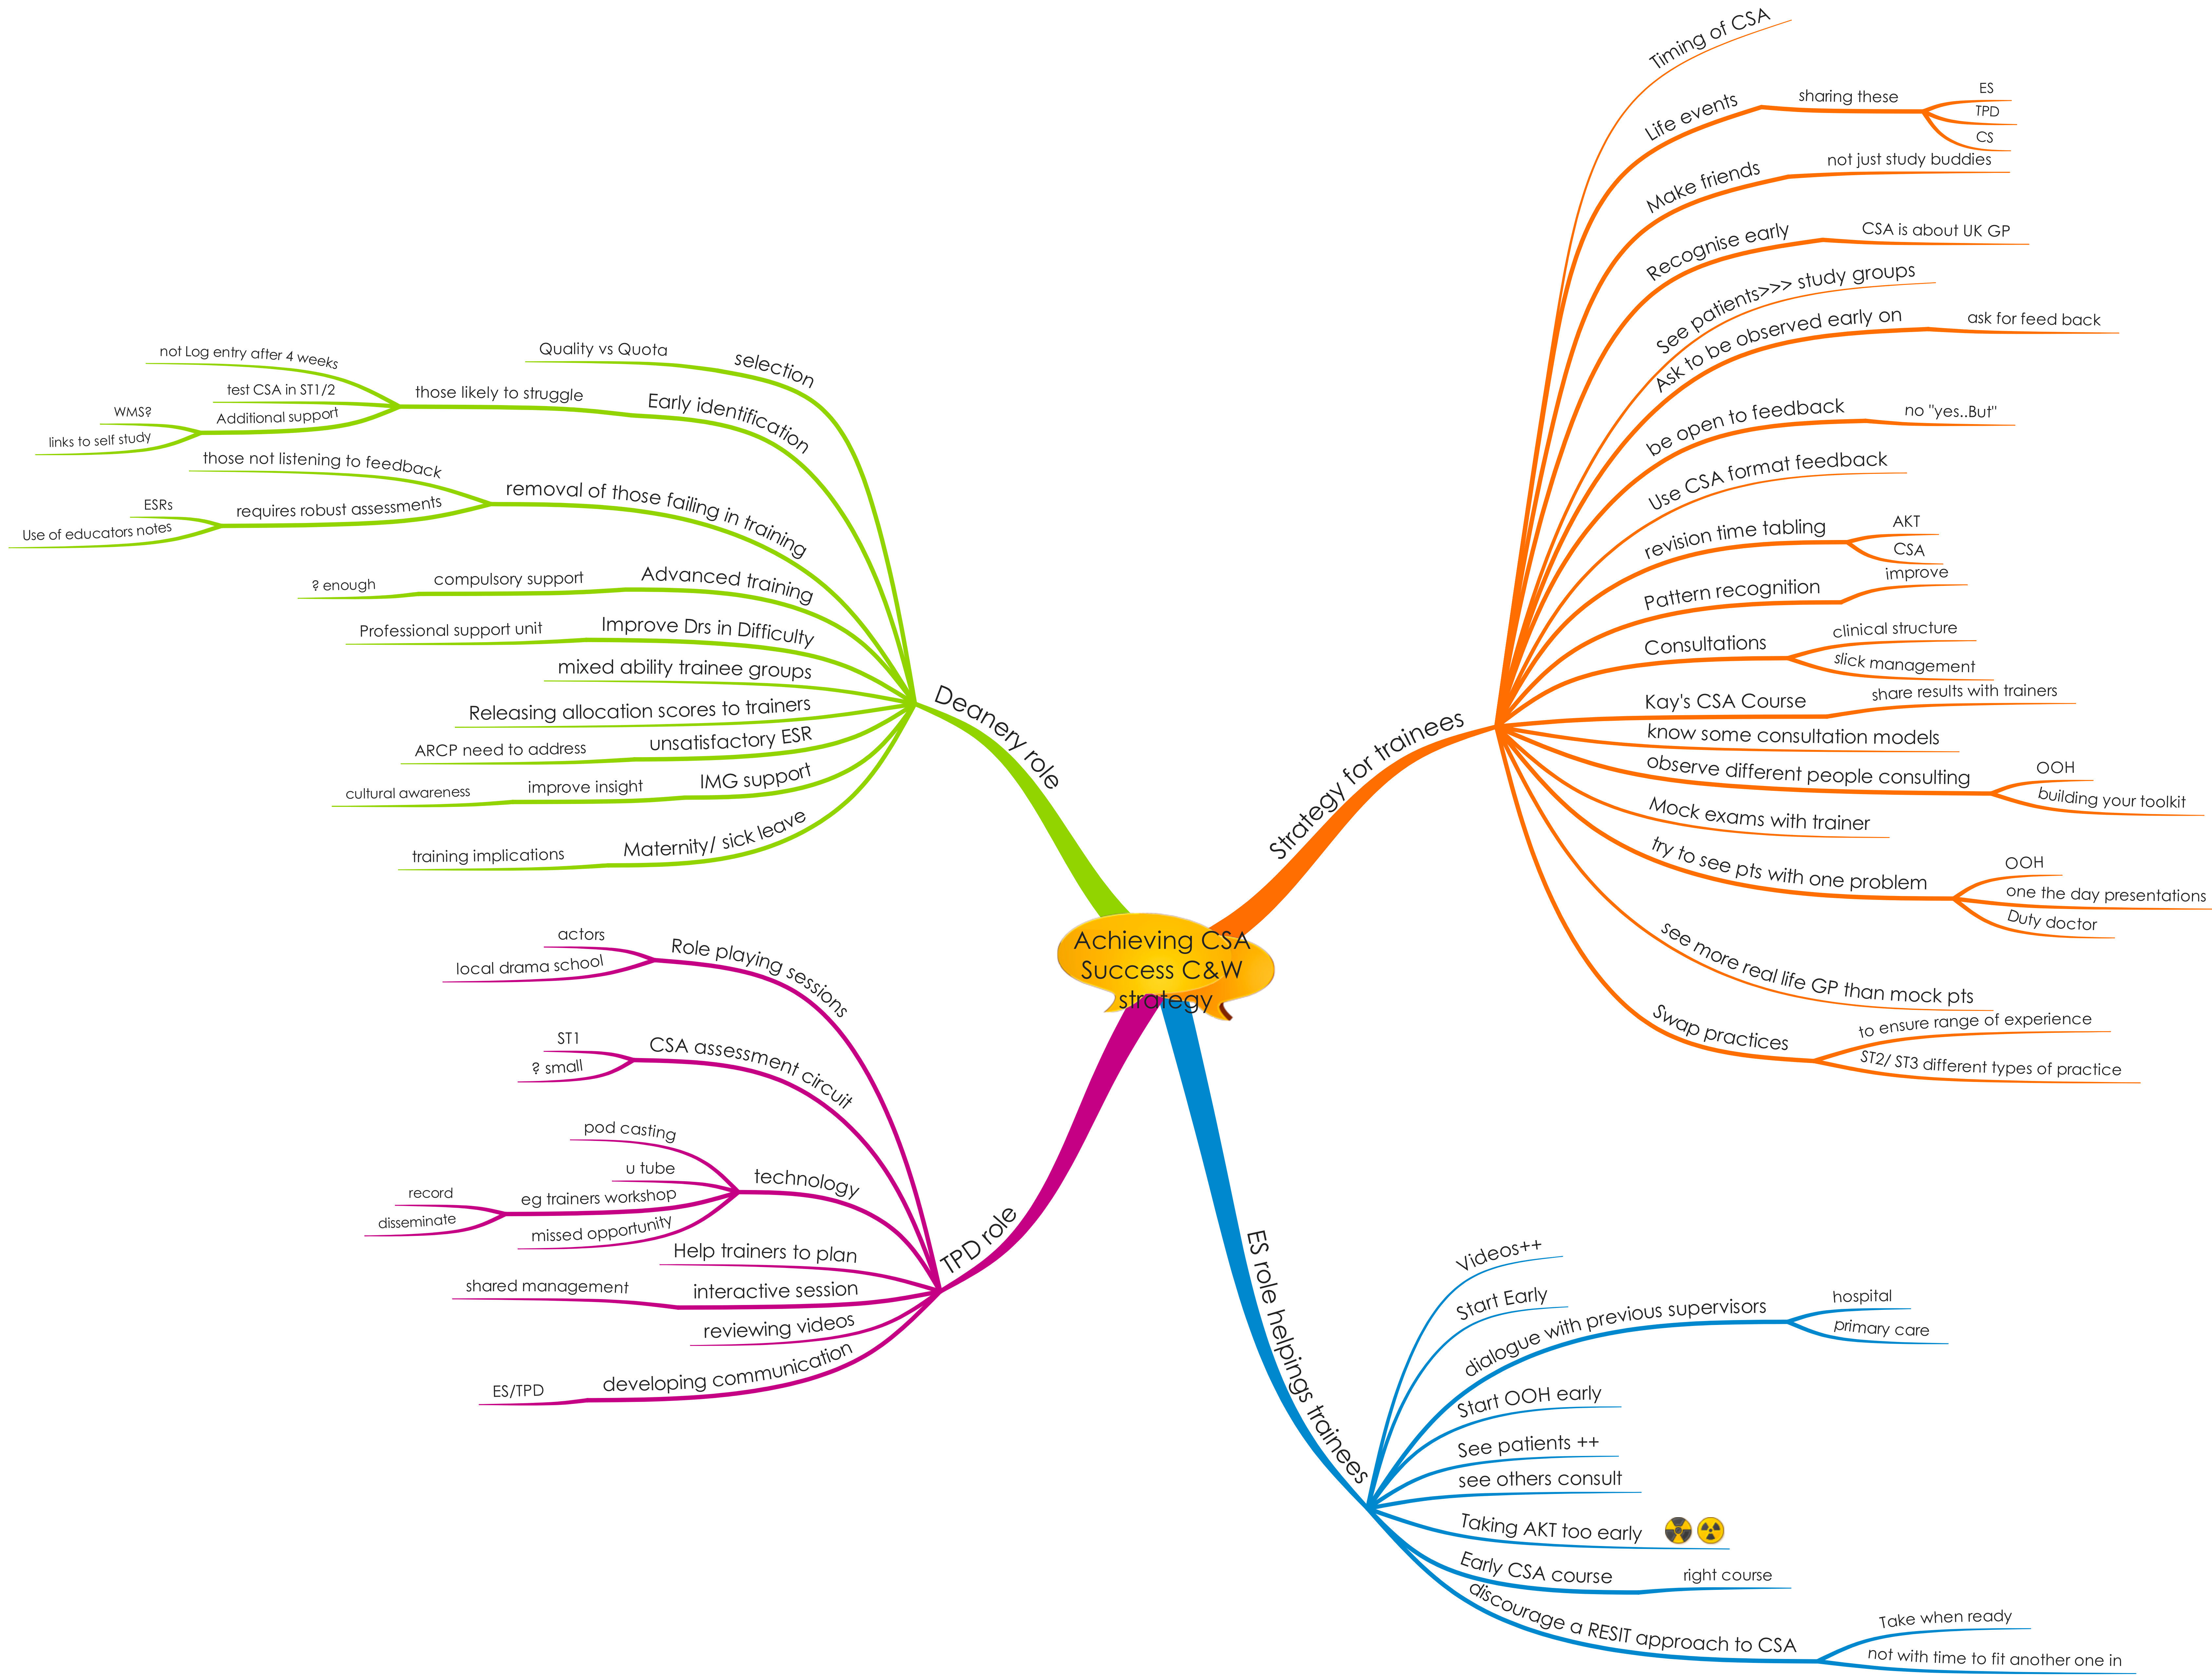 Achieving CSA
Success C&W
strategy
Strategy for trainees
Timing of CSA
Life events
sharing these
ES
TPD
CS
Make friends
not just study buddies
Recognise early
CSA is about UK GP
See patients>>> study groups
Ask to be observed early on
ask for feed back
be open to feedback
no "yes..But"
Use CSA format feedback
revision time tabling
AKT
CSA
Pattern recognition
improve
Consultations
clinical structure
slick management
Kay's CSA Course
share results with trainers
know some consultation models
observe different people consulting
OOH
building your toolkit
Mock exams with trainer
try to see pts with one problem
OOH
one the day presentations
Duty doctor
see more real life GP than mock pts
Swap practices
to ensure range of experience
ST2/ ST3 different types of practice
ES role helpings trainees
Videos++
Start Early
dialogue with previous supervisors
hospital
primary care
Start OOH early
See patients ++
see others consult
Taking AKT too early
Early CSA course
right course
discourage a RESIT approach to CSA
Take when ready
not with time to fit another one in
TPD role
Role playing sessions
actors
local drama school
CSA assessment circuit
ST1
? small
technology
pod casting
u tube
eg trainers workshop
record
disseminate
missed opportunity
Help trainers to plan
interactive session
shared management
reviewing videos
developing communication
ES/TPD
Deanery role
selection
Quality vs Quota
Early identification
those likely to struggle
not Log entry after 4 weeks
test CSA in ST1/2
Additional support
WMS?
links to self study
removal of those failing in training
those not listening to feedback
requires robust assessments
ESRs
Use of educators notes
Advanced training
compulsory support
? enough
Improve Drs in Difficulty
Professional support unit
mixed ability trainee groups
Releasing allocation scores to trainers
unsatisfactory ESR
ARCP need to address
IMG support
improve insight
cultural awareness
Maternity/ sick leave
training implications